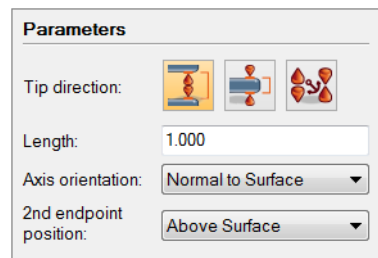 Parameters
Tip direction:
Length: 1.000
Axis orientation: Normal to Surface
2nd endpoint
position: Above Surface